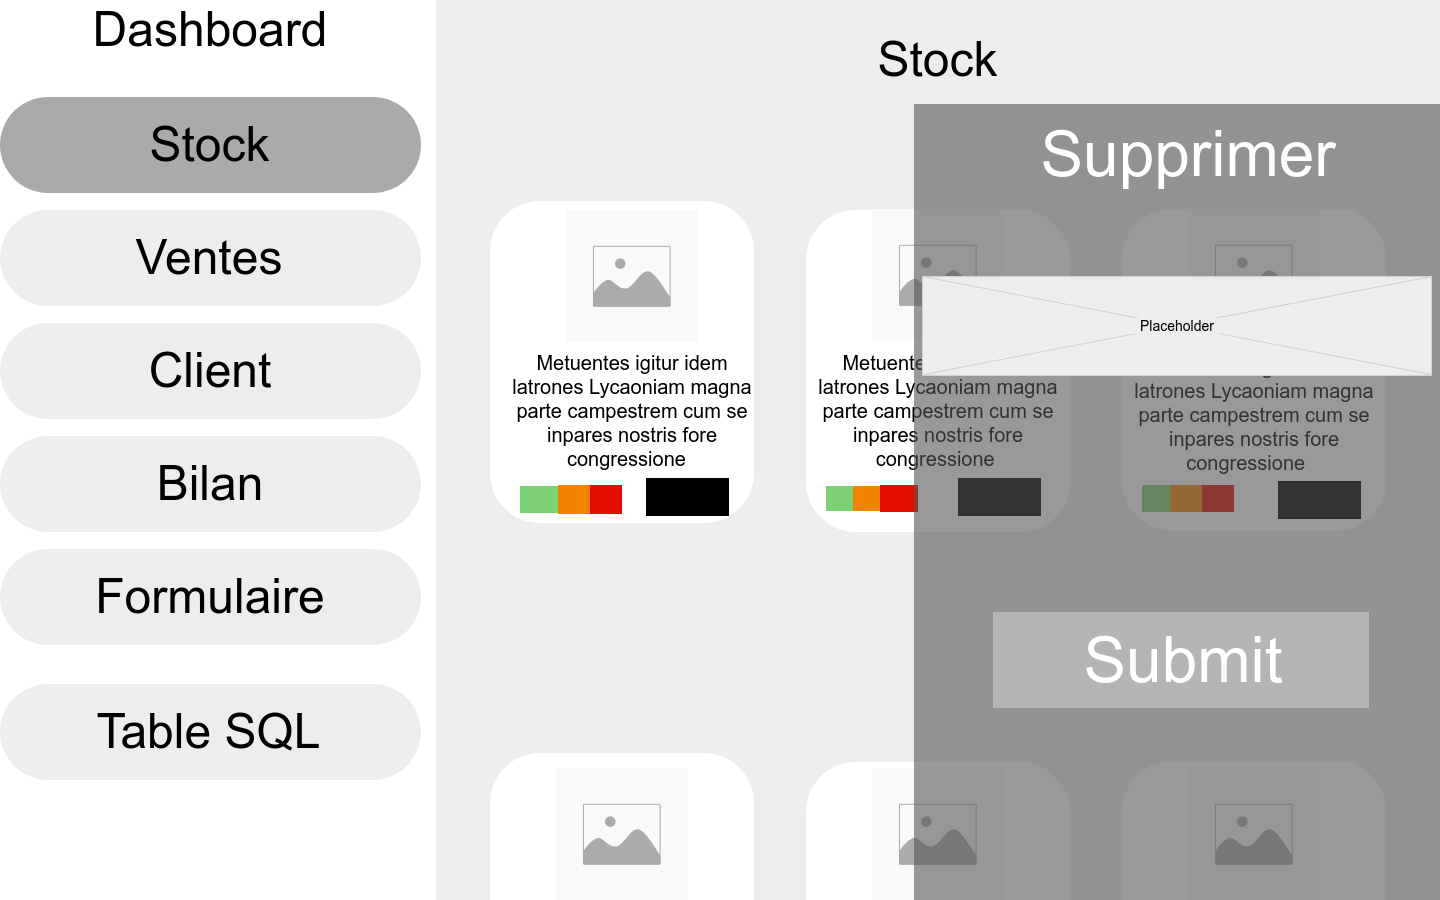 Dashboard
Stock
Ventes
Client
Bilan
Formulaire
Table SQL
Stock
Metuentes igitur idem
latrones Lycaoniam magna
parte campestrem cum se
inpares nostris fore
congressione
Metuente
latrones Lycaoniam magna
parte campestrem cum se
inpares nostris fore
congressione
Supprimer
Placeholder
latrones Lycaoniam magna
parte campestrem cum se
inpares nostris fore
congressione
Submit